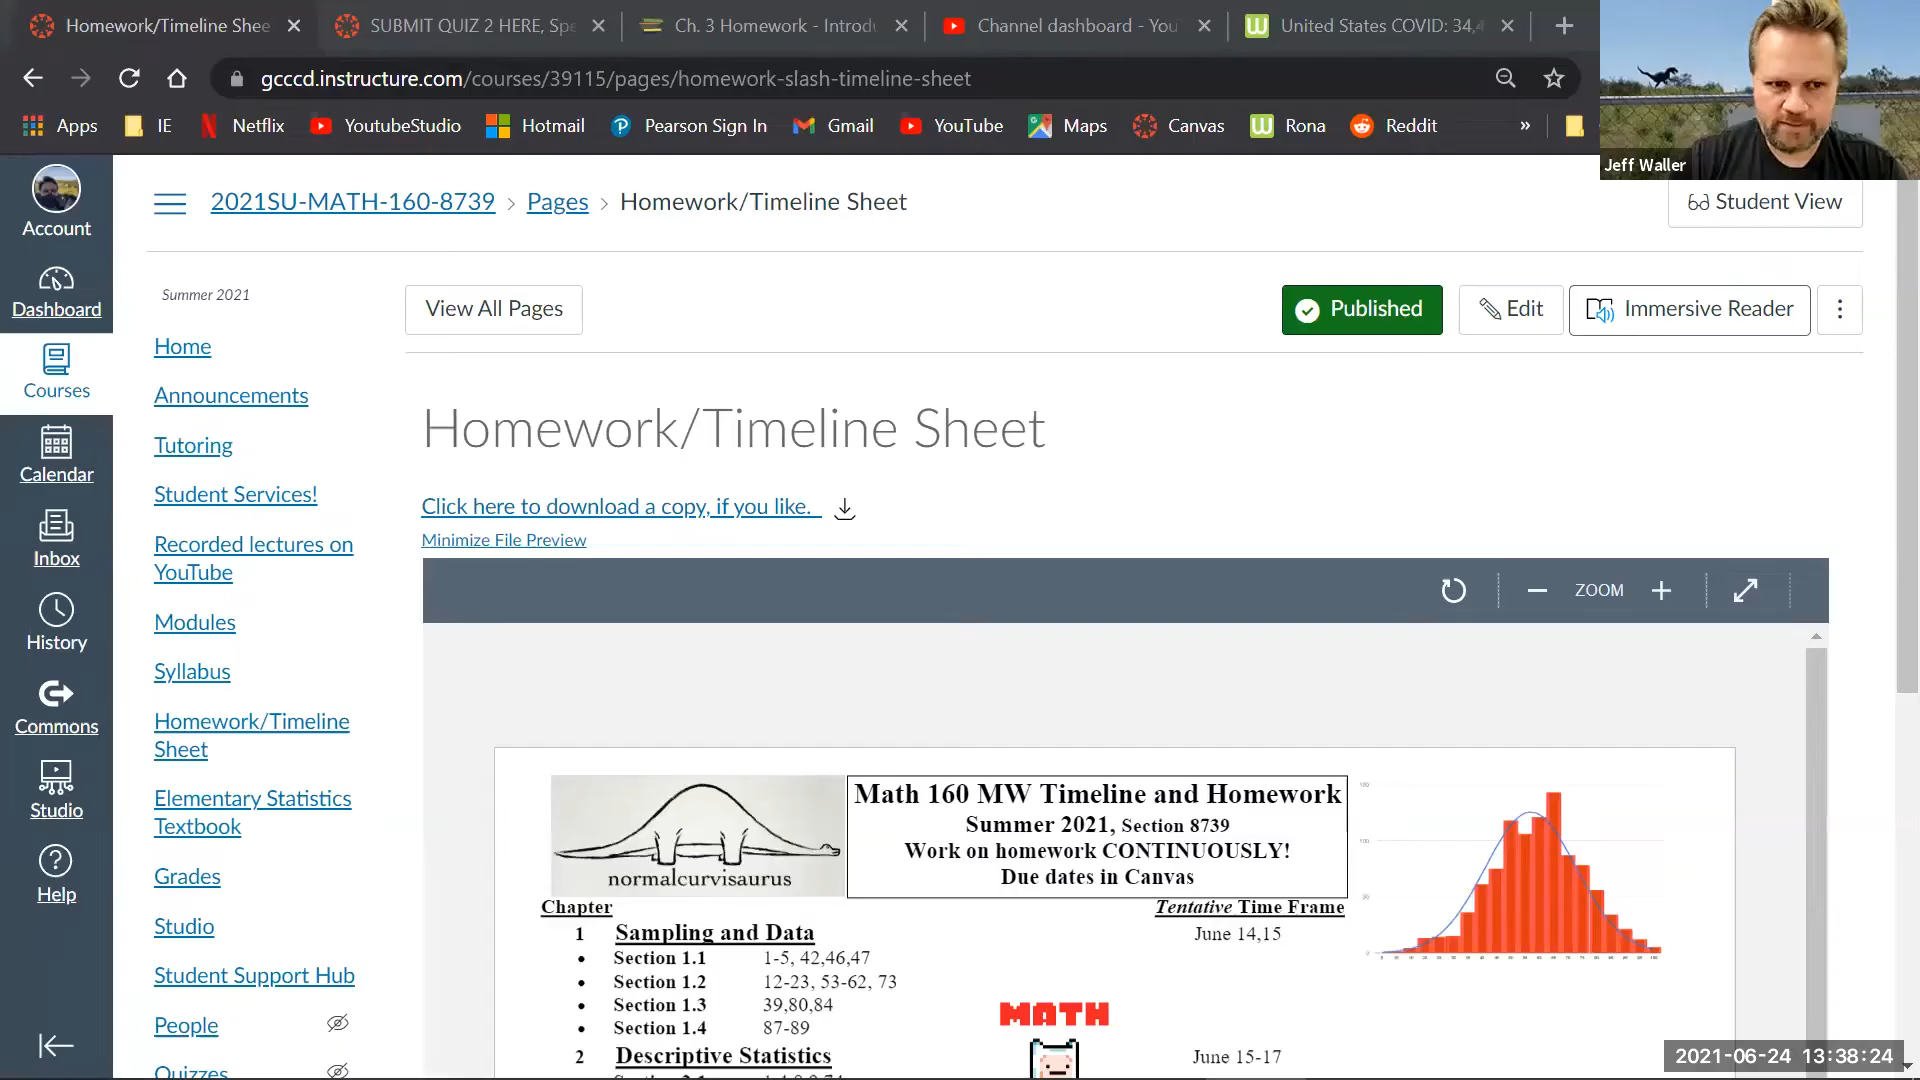 Homework/Timeline Shee
SUBMIT QUIZ 2 HERE, Spe
Ch. 3 Homework - Introdu
Channel dashboard - You
United States COVID: 34,4
gcccd.instructure.com/courses/39115/pages/homework-slash-timeline-sheet
Apps
IE
Netflix
YoutubeStudio
Hotmail
Pearson Sign In
Gmail
YouTube
Maps
Canvas
Rona
Reddit
»
Jeff Waller
Account
Dashboard
Courses
Calendar
Inbox
History
Commons
Studio
Help
2021SU-MATH-160-8739 > Pages > Homework/Timeline Sheet
Student View
Summer 2021
Home
Announcements
Tutoring
Student Services!
Recorded lectures on
YouTube
Modules
Syllabus
Homework/Timeline
Sheet
Elementary Statistics
Textbook
Grades
Studio
Student Support Hub
People
Quizzes
View All Pages
Published
Edit
Immersive Reader
Homework/Timeline Sheet
Click here to download a copy, if you like.
Minimize File Preview
ZOOM
normalcurvisaurus
Math 160 MW Timeline and Homework
Summer 2021, Section 8739
Work on homework CONTINUOUSLY!
Due dates in Canvas
Chapter
Tentative Time Frame
1 Sampling and Data June 14,15
• Section 1.1 1-5, 42,46,47
• Section 1.2 12-23, 53-62, 73
• Section 1.3 39,80,84
• Section 1.4 87-89
MATH
2 Descriptive Statistics June 15-17
2021-06-24 13:38:24